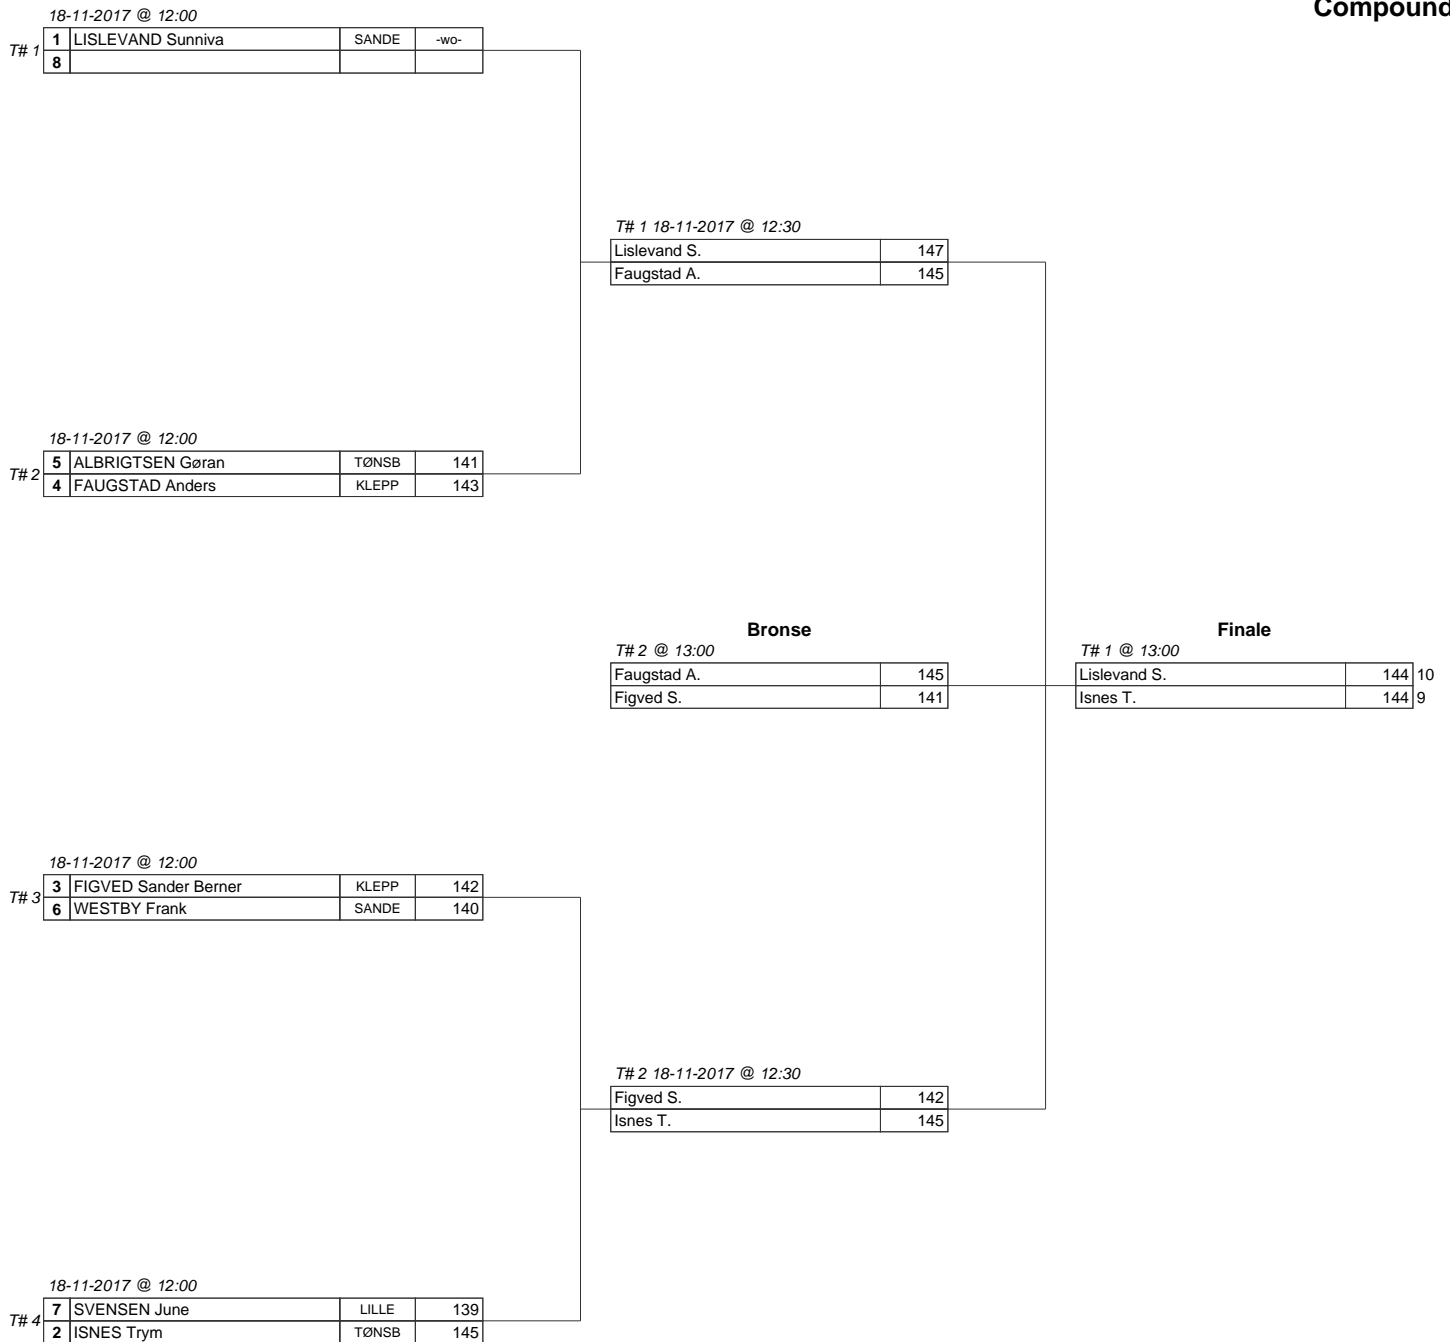 Compound
18-11-2017 @ 12:00
T# 1
1 LISLEVAND Sunniva SANDE -wo-
8
T# 1 18-11-2017 @ 12:30
Lislevand S. 147
Faugstad A. 145
18-11-2017 @ 12:00
T# 2
5 ALBRIGTSEN Gøran TØNSB 141
4 FAUGSTAD Anders KLEPP 143
Bronse
T# 2 @ 13:00
Faugstad A. 145
Figved S. 141
Finale
T# 1 @ 13:00
Lislevand S. 144 10
Isnes T. 144 9
18-11-2017 @ 12:00
T# 3
3 FIGVED Sander Berner KLEPP 142
6 WESTBY Frank SANDE 140
T# 2 18-11-2017 @ 12:30
Figved S. 142
Isnes T. 145
18-11-2017 @ 12:00
T# 4
7 SVENSEN June LILLE 139
2 ISNES Trym TØNSB 145